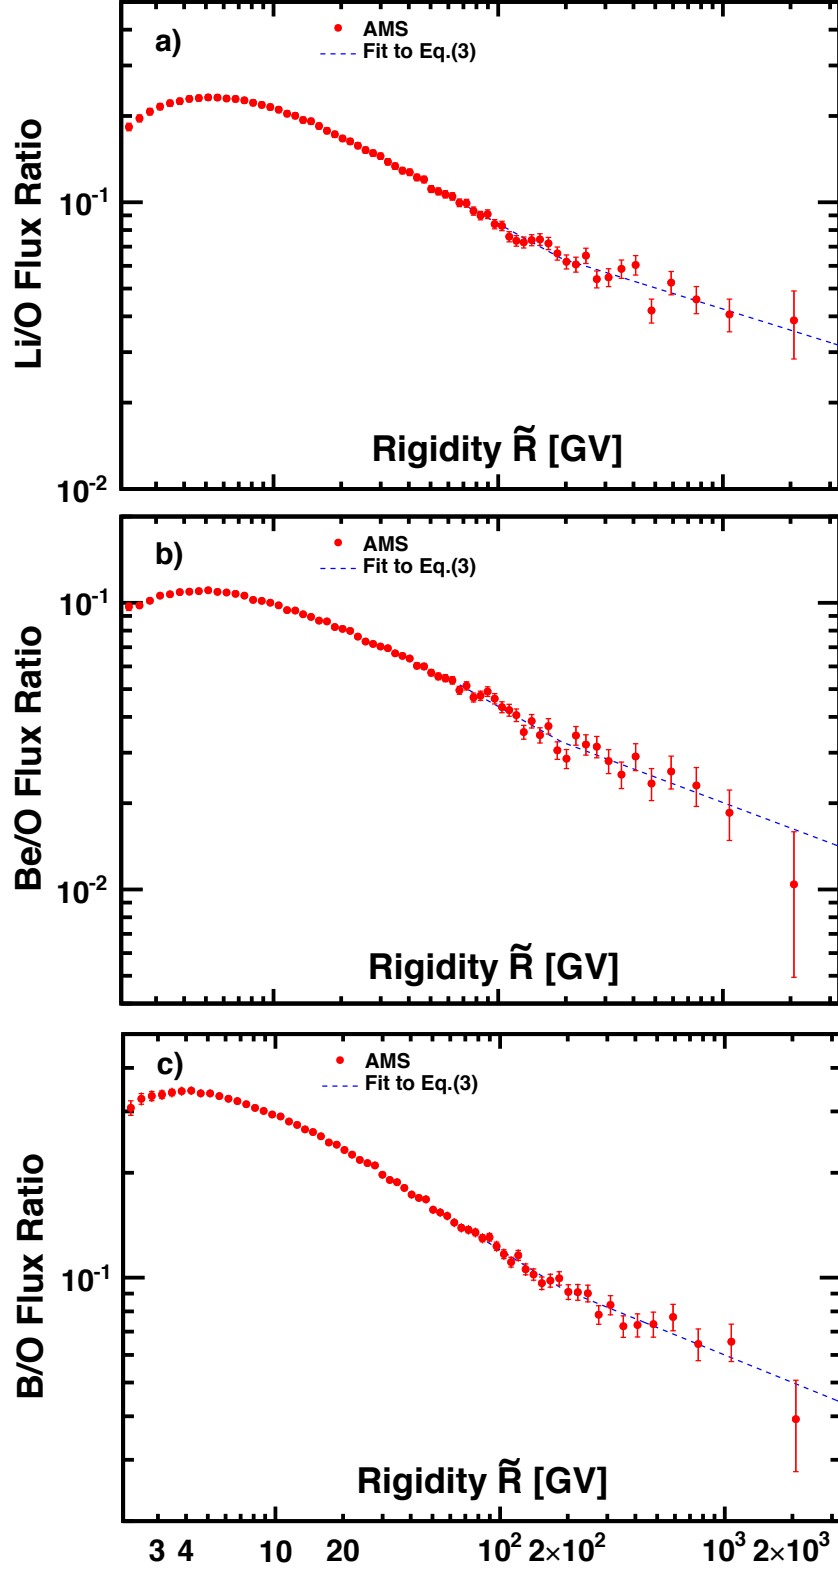 a)
AMS
Fit to Eq.(3)
Li/O Flux Ratio
10⁻¹
10⁻²
Rigidity R̃ [GV]
b)
AMS
Fit to Eq.(3)
Be/O Flux Ratio
10⁻¹
10⁻²
Rigidity R̃ [GV]
c)
AMS
Fit to Eq.(3)
B/O Flux Ratio
10⁻¹
Rigidity R̃ [GV]
3 4 10 20 10² 2×10² 10³ 2×10³